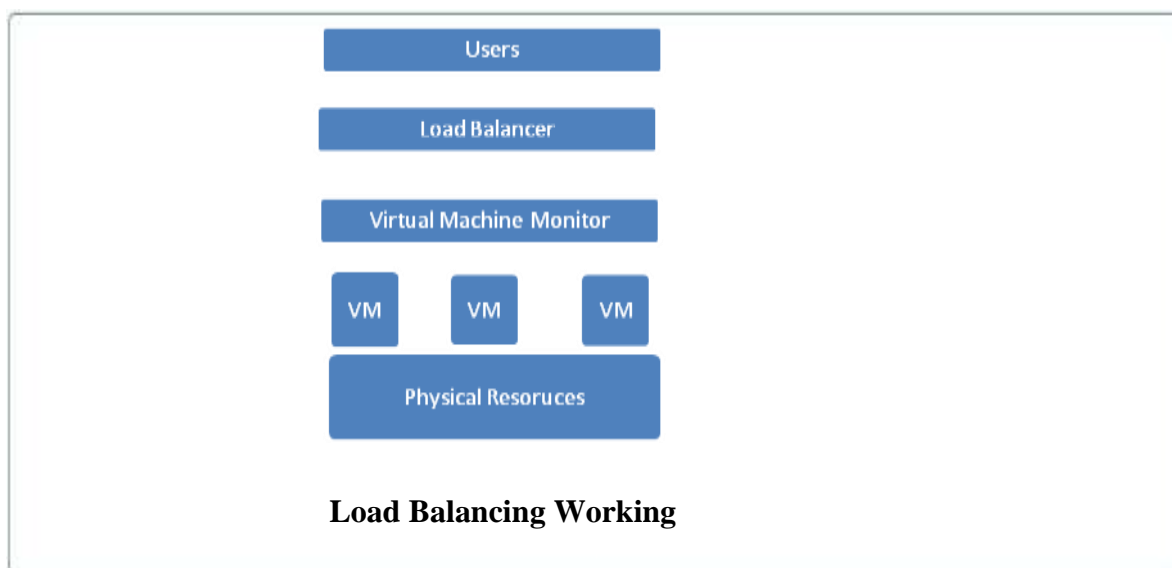 Users
Load Balancer
Virtual Machine Monitor
VM VM VM
Physical Resoruces
Load Balancing Working